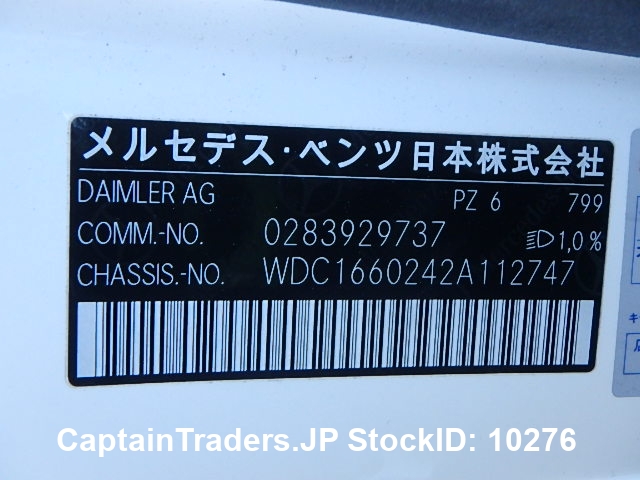 メルセデス・ベンツ日本株式会社
DAIMLER AG PZ 6 799
COMM.-NO. 0283929737 1,0 %
CHASSIS.-NO. WDC1660242A112747
CaptainTraders.JP StockID: 10276